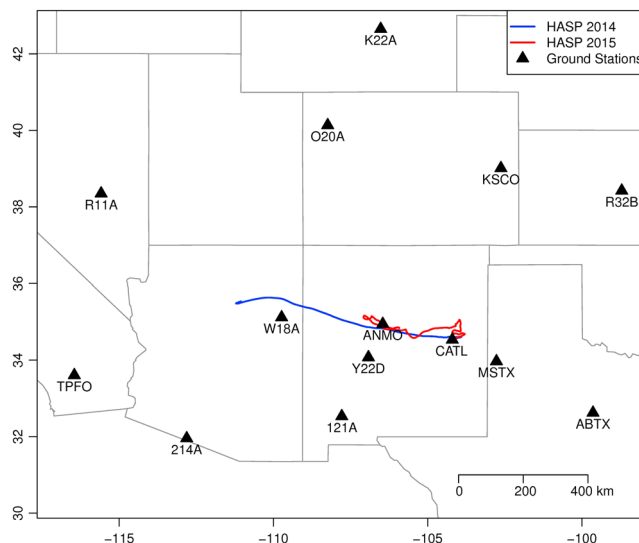 HASP 2014
HASP 2015
Ground Stations
K22A
O20A
KSCO
R11A
R32B
W18A
ANMO
CATL
Y22D
MSTX
TPFO
121A
ABTX
214A
0 200 400 km
42
40
38
36
34
32
30
−115 −110 −105 −100